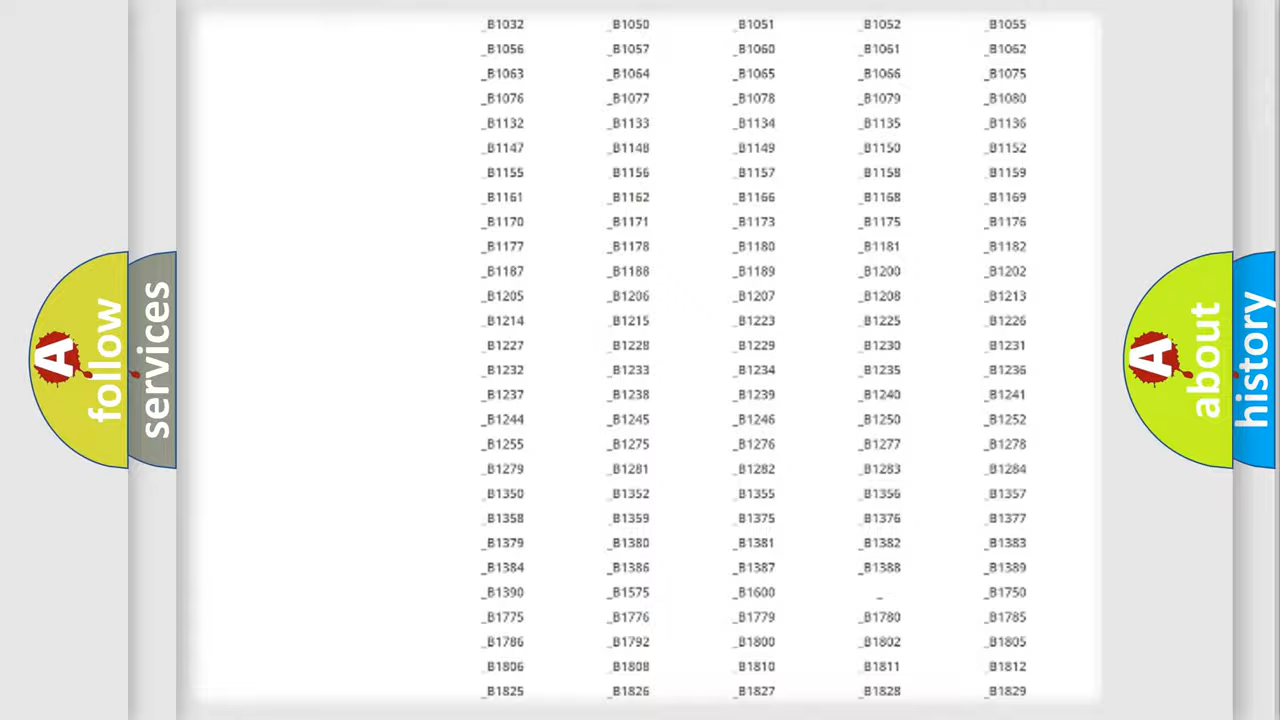 _B1032 _B1050 _B1051 _B1052 _B1055
_B1056 _B1057 _B1060 _B1061 _B1062
_B1063 _B1064 _B1065 _B1066 _B1075
_B1076 _B1077 _B1078 _B1079 _B1080
_B1132 _B1133 _B1134 _B1135 _B1136
_B1147 _B1148 _B1149 _B1150 _B1152
_B1155 _B1156 _B1157 _B1158 _B1159
_B1161 _B1162 _B1166 _B1168 _B1169
_B1170 _B1171 _B1173 _B1175 _B1176
_B1177 _B1178 _B1180 _B1181 _B1182
_B1187 _B1188 _B1189 _B1200 _B1202
_B1205 _B1206 _B1207 _B1208 _B1213
_B1214 _B1215 _B1223 _B1225 _B1226
_B1227 _B1228 _B1229 _B1230 _B1231
_B1232 _B1233 _B1234 _B1235 _B1236
_B1237 _B1238 _B1239 _B1240 _B1241
_B1244 _B1245 _B1246 _B1250 _B1252
_B1255 _B1275 _B1276 _B1277 _B1278
_B1279 _B1281 _B1282 _B1283 _B1284
_B1350 _B1352 _B1355 _B1356 _B1357
_B1358 _B1359 _B1375 _B1376 _B1377
_B1379 _B1380 _B1381 _B1382 _B1383
_B1384 _B1386 _B1387 _B1388 _B1389
_B1390 _B1575 _B1600 _ _B1750
_B1775 _B1776 _B1779 _B1780 _B1785
_B1786 _B1792 _B1800 _B1802 _B1805
_B1806 _B1808 _B1810 _B1811 _B1812
_B1825 _B1826 _B1827 _B1828 _B1829
A
follow
services
A
about
history